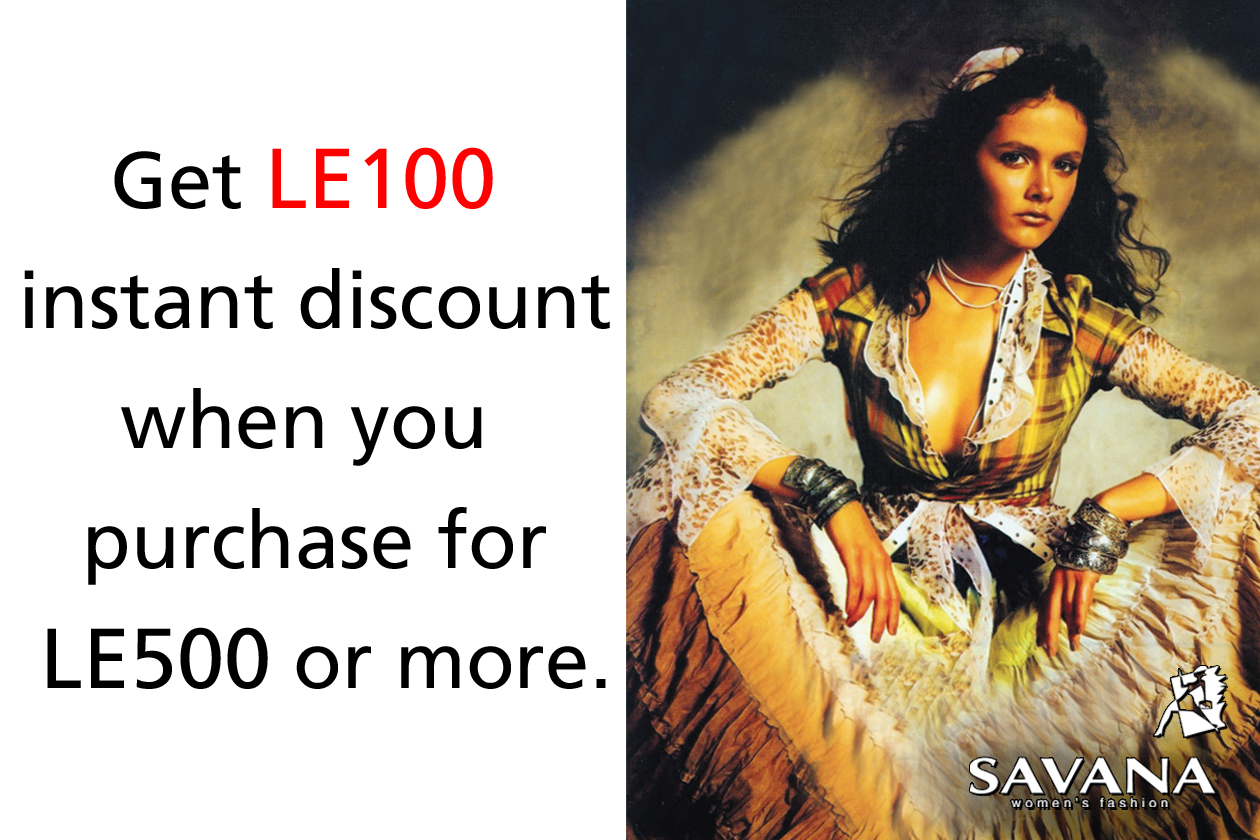 Get LE100
instant discount
when you
purchase for
LE500 or more.
SAVANA
women's fashion